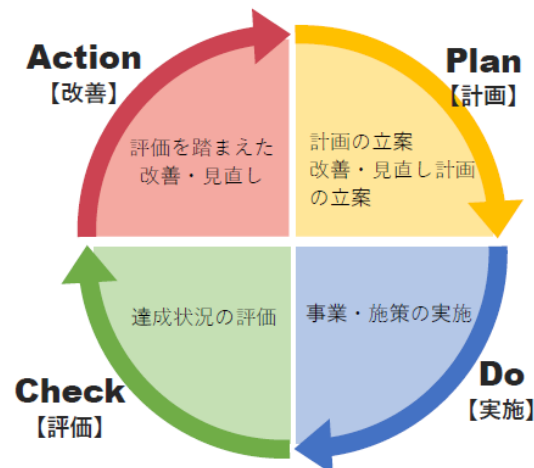 Action
【改善】
Plan
【計画】
評価を踏まえた
改善・見直し
計画の立案
改善・見直し計画
の立案
達成状況の評価
事業・施策の実施
Check
【評価】
Do
【実施】